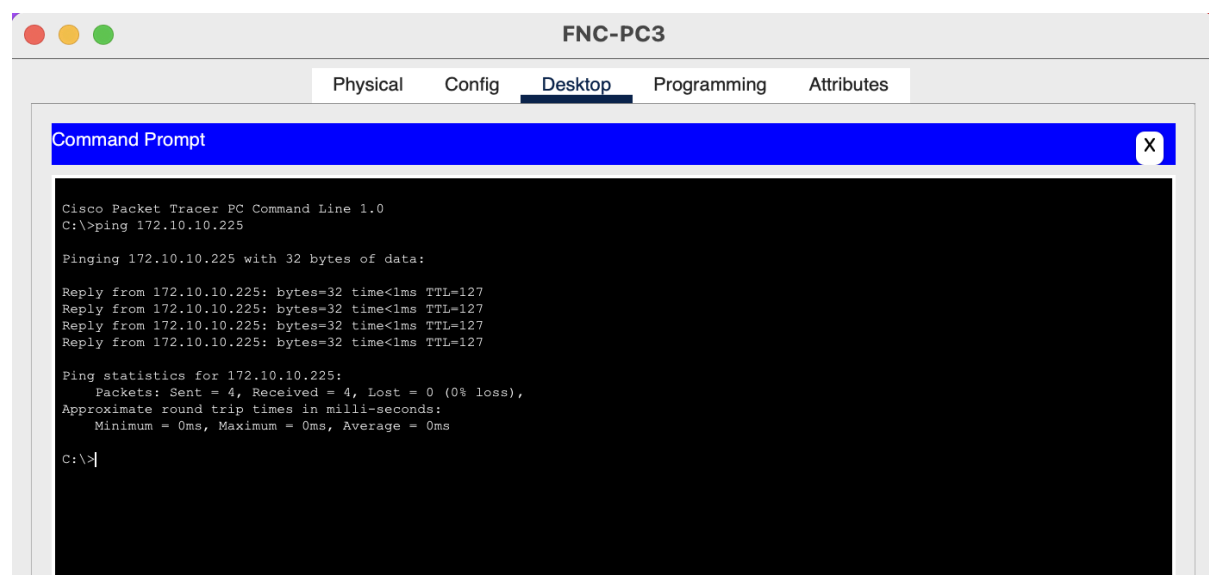 FNC-PC3
Physical Config Desktop Programming Attributes
Command Prompt
X
Cisco Packet Tracer PC Command Line 1.0
C:\>ping 172.10.10.225
Pinging 172.10.10.225 with 32 bytes of data:
Reply from 172.10.10.225: bytes=32 time<1ms TTL=127
Reply from 172.10.10.225: bytes=32 time<1ms TTL=127
Reply from 172.10.10.225: bytes=32 time<1ms TTL=127
Reply from 172.10.10.225: bytes=32 time<1ms TTL=127
Ping statistics for 172.10.10.225:
Packets: Sent = 4, Received = 4, Lost = 0 (0% loss),
Approximate round trip times in milli-seconds:
Minimum = 0ms, Maximum = 0ms, Average = 0ms
C:\>